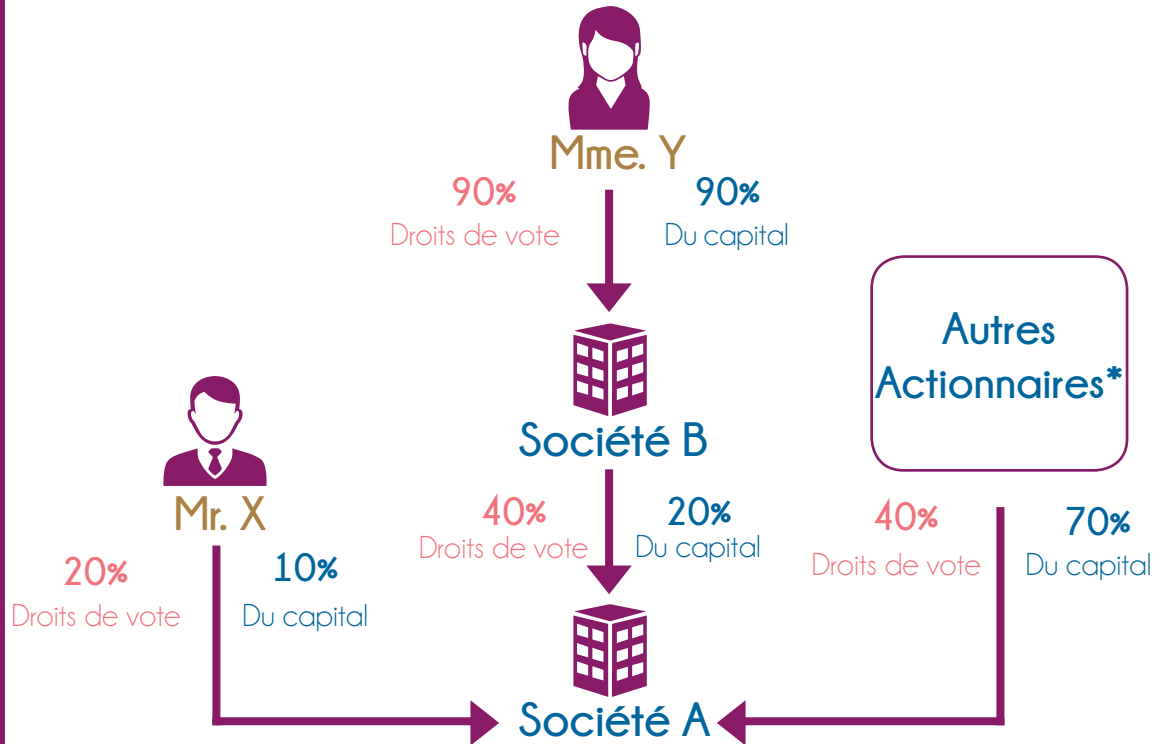 Mme. Y
90%
Droits de vote
90%
Du capital
Autres
Actionnaires*
Société B
Mr. X
20%
Droits de vote
10%
Du capital
40%
Droits de vote
20%
Du capital
40%
Droits de vote
70%
Du capital
Société A